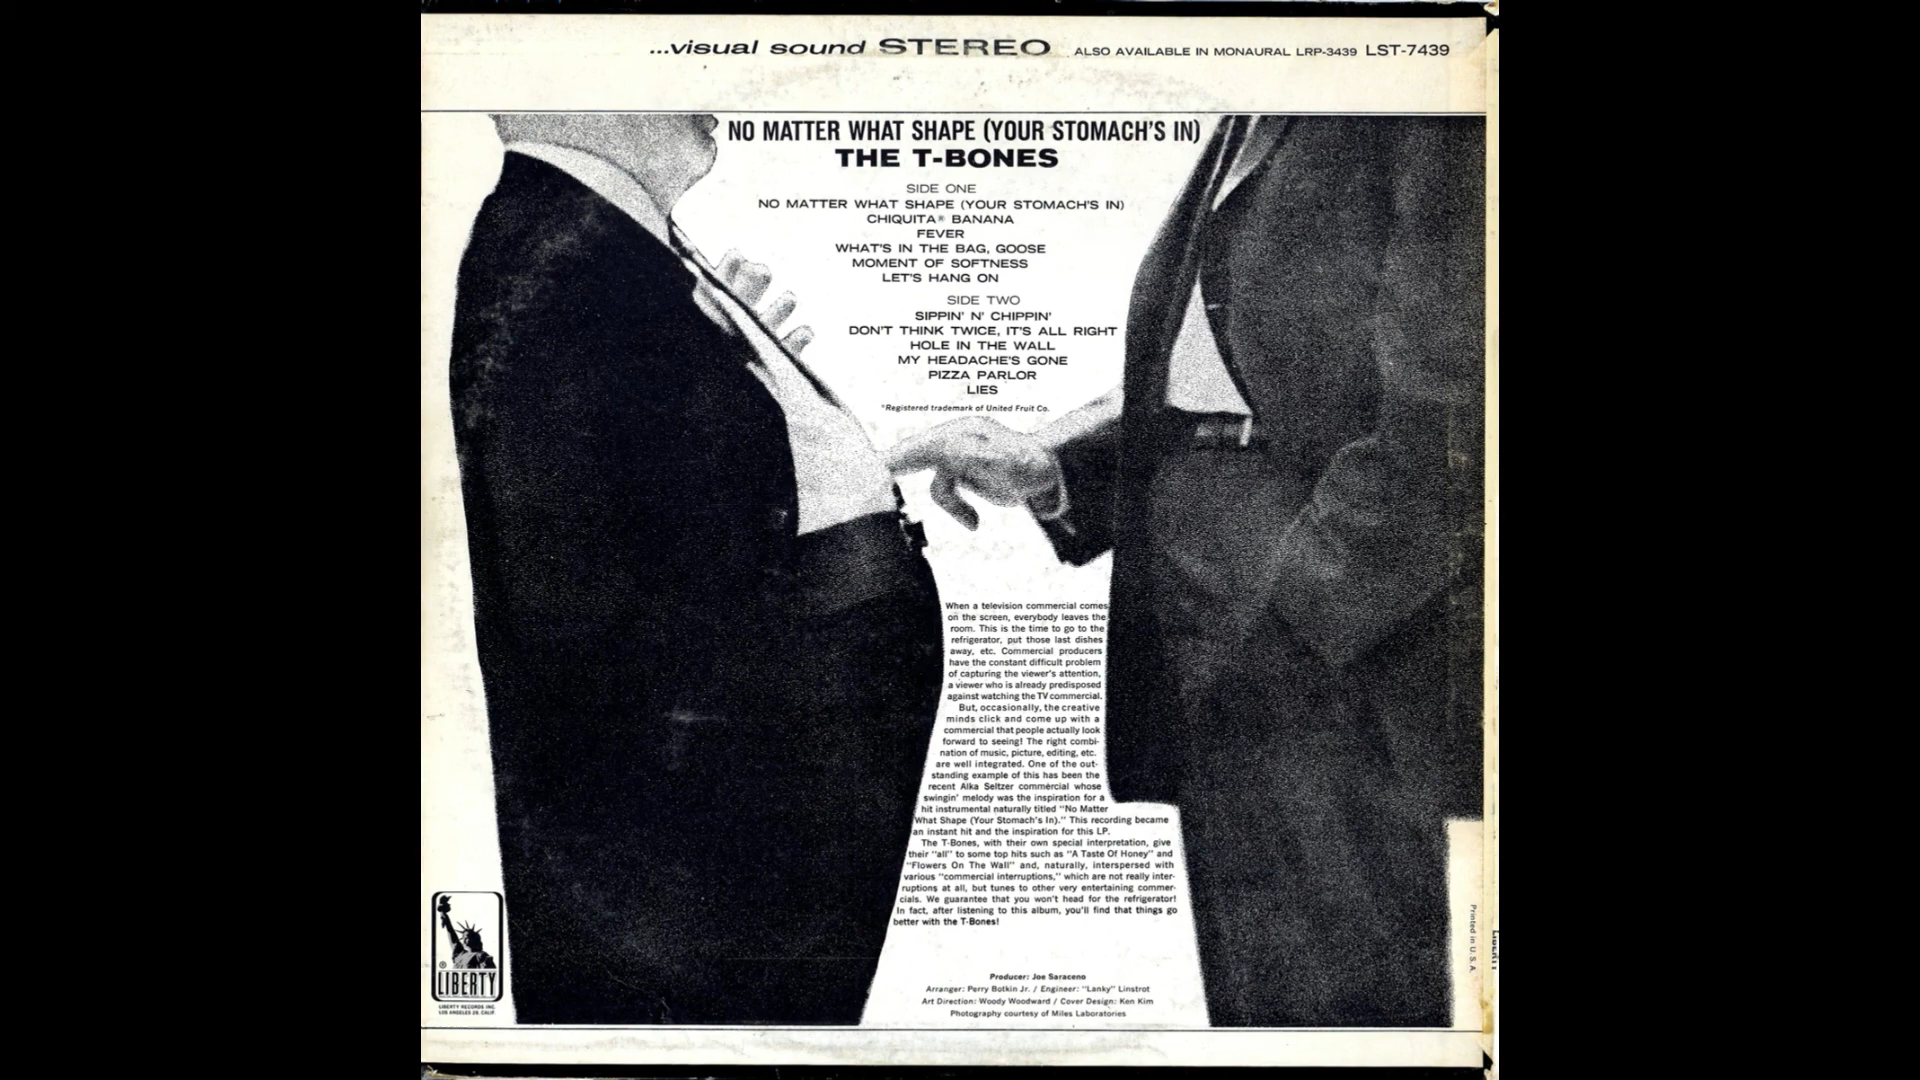 ...visual sound STEREO ALSO AVAILABLE IN MONAURAL LRP-3439 LST-7439
NO MATTER WHAT SHAPE (YOUR STOMACH'S IN)
THE T-BONES
SIDE ONE
NO MATTER WHAT SHAPE (YOUR STOMACH'S IN)
CHIQUITA® BANANA
FEVER
WHAT'S IN THE BAG, GOOSE
MOMENT OF SOFTNESS
LET'S HANG ON
SIDE TWO
SIPPIN' N' CHIPPIN'
DON'T THINK TWICE, IT'S ALL RIGHT
HOLE IN THE WALL
MY HEADACHE'S GONE
PIZZA PARLOR
LIES
®Registered trademark of United Fruit Co.
When a television commercial comes
on the screen, everybody leaves the
room. This is the time to go to the
refrigerator, put those last dishes
away, etc. Commercial producers
have the constant difficult problem
of capturing the viewer's attention,
a viewer who is already predisposed
against watching the TV commercial.
But, occasionally, the creative
minds click and come up with a
commercial that people actually look
forward to seeing! The right combi-
nation of music, picture, editing, etc.
are well integrated. One of the out-
standing example of this has been the
recent Alka Seltzer commercial whose
swingin' melody was the inspiration for a
hit instrumental naturally titled "No Matter
What Shape (Your Stomach's In)." This recording became
an instant hit and the inspiration for this LP.
The T-Bones, with their own special interpretation, give
their "all" to some top hits such as "A Taste Of Honey" and
"Flowers On The Wall" and, naturally, interspersed with
various "commercial interruptions," which are not really inter-
ruptions at all, but tunes to other very entertaining commer-
cials. We guarantee that you won't head for the refrigerator!
In fact, after listening to this album, you'll find that things go
better with the T-Bones!
Producer: Joe Saraceno
Arranger: Perry Botkin Jr. / Engineer: "Lanky" Linstrot
Art Direction: Woody Woodward / Cover Design: Ken Kim
Photography courtesy of Miles Laboratories
® LIBERTY
LIBERTY RECORDS INC.
LOS ANGELES 28, CALIF.
Printed in U.S.A.
LIBERTY